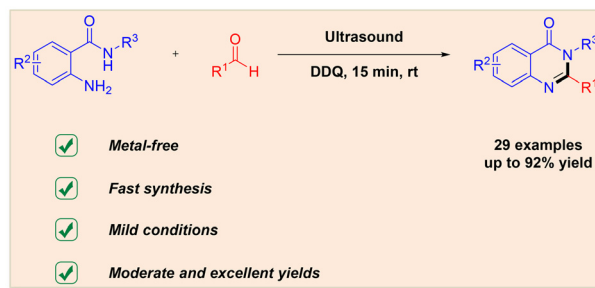 O
R³
N
H
R²
NH₂
+
O
R¹
H
Ultrasound
DDQ, 15 min, rt
O
R³
N
R²
N
R¹
29 examples
up to 92% yield
Metal-free
Fast synthesis
Mild conditions
Moderate and excellent yields